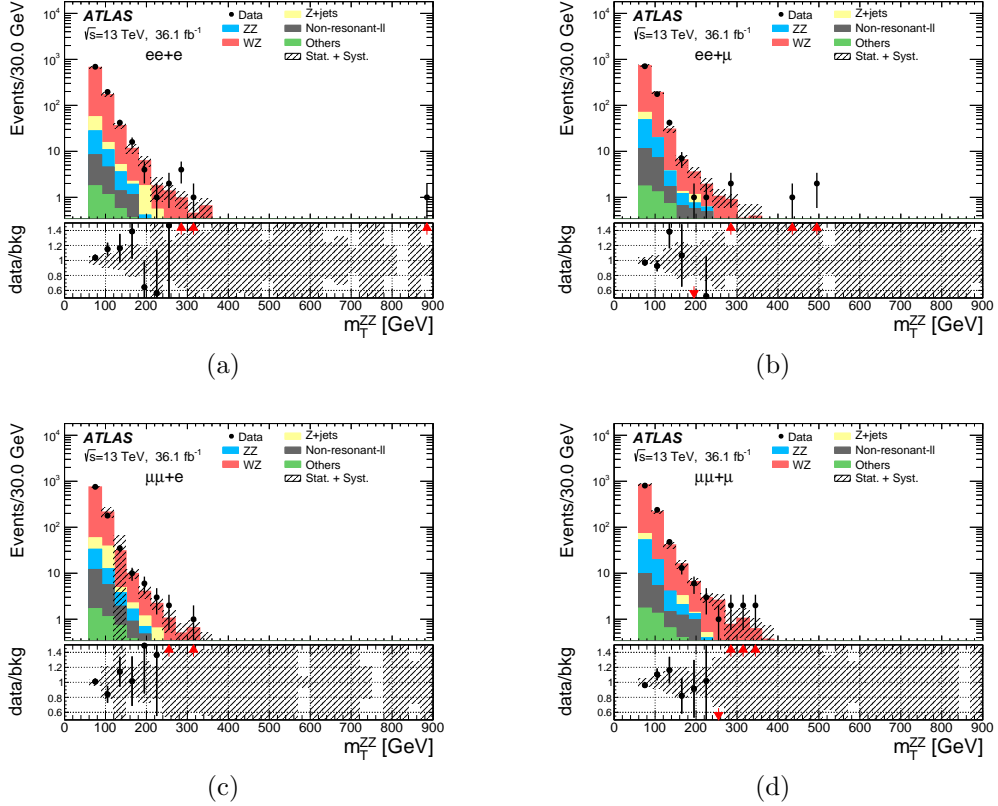 Events/30.0 GeV
10⁴
10³
10²
10
1
ATLAS
√s=13 TeV, 36.1 fb⁻¹
ee+e
Data
ZZ
WZ
Z+jets
Non-resonant-ll
Others
Stat. + Syst.
data/bkg
1.4
1.2
1.0
0.8
0.6
0 100 200 300 400 500 600 700 800 900
m_T^ZZ [GeV]
(a)
Events/30.0 GeV
10⁴
10³
10²
10
1
ATLAS
√s=13 TeV, 36.1 fb⁻¹
ee+μ
Data
ZZ
WZ
Z+jets
Non-resonant-ll
Others
Stat. + Syst.
data/bkg
1.4
1.2
1.0
0.8
0.6
0 100 200 300 400 500 600 700 800 900
m_T^ZZ [GeV]
(b)
Events/30.0 GeV
10⁴
10³
10²
10
1
ATLAS
√s=13 TeV, 36.1 fb⁻¹
μμ+e
Data
ZZ
WZ
Z+jets
Non-resonant-ll
Others
Stat. + Syst.
data/bkg
1.4
1.2
1.0
0.8
0.6
0 100 200 300 400 500 600 700 800 900
m_T^ZZ [GeV]
(c)
Events/30.0 GeV
10⁴
10³
10²
10
1
ATLAS
√s=13 TeV, 36.1 fb⁻¹
μμ+μ
Data
ZZ
WZ
Z+jets
Non-resonant-ll
Others
Stat. + Syst.
data/bkg
1.4
1.2
1.0
0.8
0.6
0 100 200 300 400 500 600 700 800 900
m_T^ZZ [GeV]
(d)